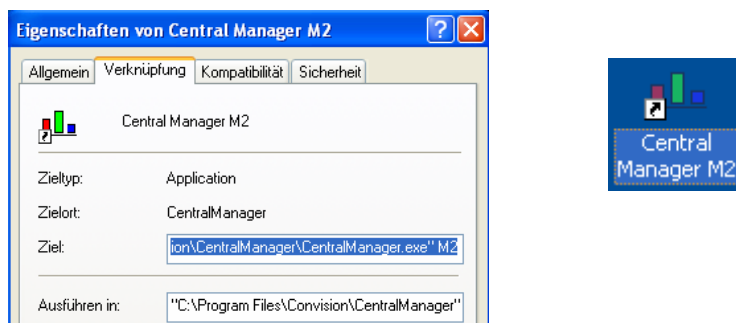 Eigenschaften von Central Manager M2
Allgemein Verknüpfung Kompatibilität Sicherheit
Central Manager M2
Zieltyp: Application
Zielort: CentralManager
Ziel: ion\CentralManager\CentralManager.exe" M2
Ausführen in: "C:\Program Files\Convision\CentralManager"
Central
Manager M2